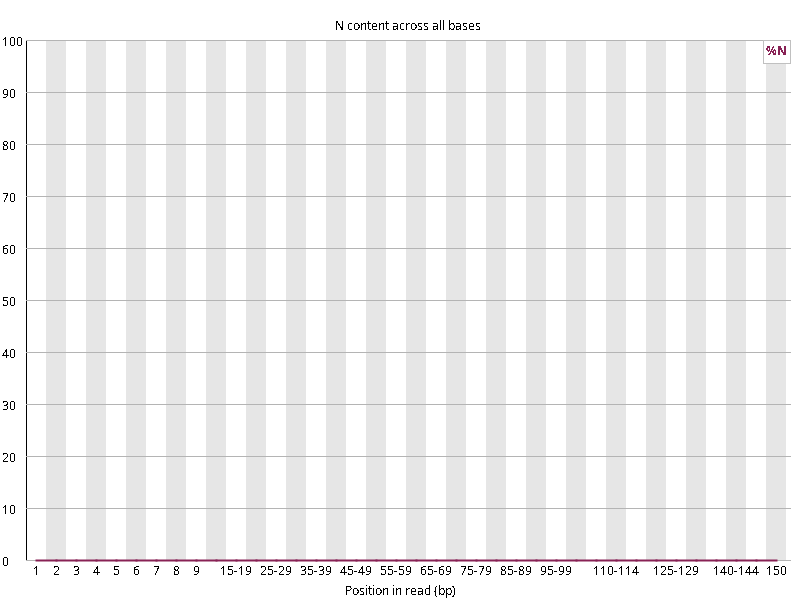 N content across all bases
100
%N
90
80
70
60
50
40
30
20
10
0
1 2 3 4 5 6 7 8 9 15-19 25-29 35-39 45-49 55-59 65-69 75-79 85-89 95-99 110-114 125-129 140-144 150
Position in read (bp)